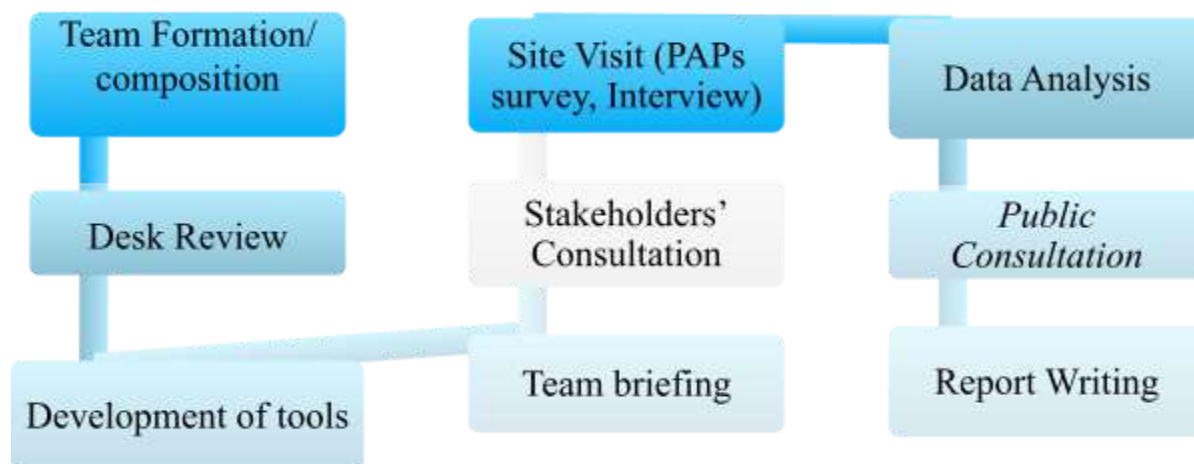 Team Formation/
composition
Desk Review
Development of tools
Team briefing
Stakeholders’
Consultation
Site Visit (PAPs
survey, Interview)
Data Analysis
Public
Consultation
Report Writing